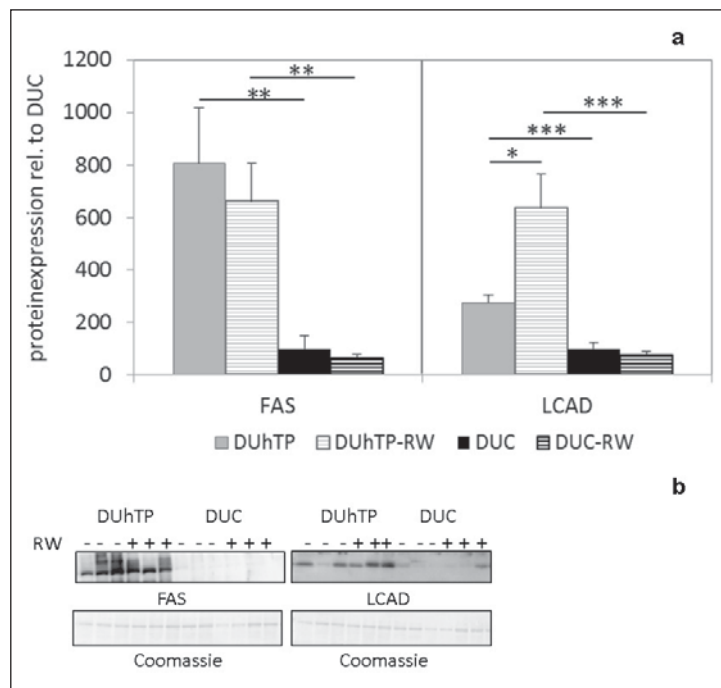 a
proteinexpression rel. to DUC
1200
1000
800
600
400
200
0
**
**
***
***
*
FAS LCAD
DUhTP DUhTP-RW DUC DUC-RW
b
DUhTP DUC DUhTP DUC
RW - - - + + + - - - + + + - - - + + + - - - + + +
FAS LCAD
Coomassie Coomassie